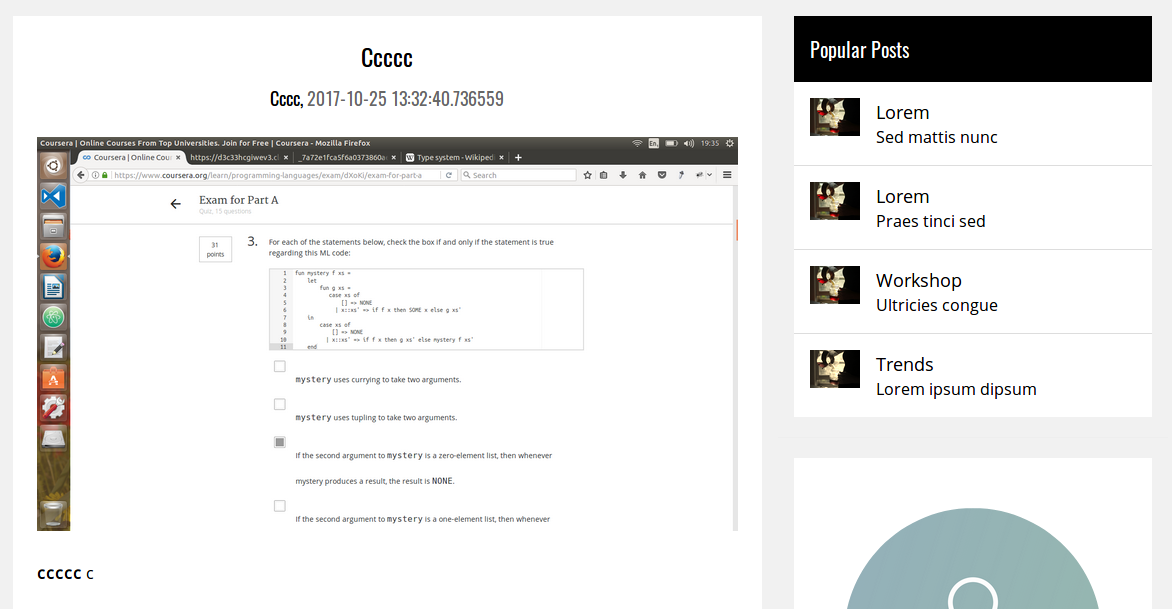 Ccccc
Cccc, 2017-10-25 13:32:40.736559
Coursera | Online Courses From Top Universities. Join for Free | Coursera - Mozilla Firefox
En
19:35
Coursera | Online Cour
https://d3c33hcgiwev3.cl
_7a72e1fca5f6a0373860a
Type system - Wikiped
https://www.coursera.org/learn/programming-languages/exam/dXoKi/exam-for-part-a
Search
Exam for Part A
Quiz, 15 questions
31
points
3.
For each of the statements below, check the box if and only if the statement is true
regarding this ML code:
1 fun mystery f xs =
2 let
3 fun g xs =
4 case xs of
5 [] => NONE
6 | x::xs' => if f x then SOME x else g xs'
7 in
8 case xs of
9 [] => NONE
10 | x::xs' => if f x then g xs' else mystery f xs'
11 end
mystery uses currying to take two arguments.
mystery uses tupling to take two arguments.
If the second argument to mystery is a zero-element list, then whenever
mystery produces a result, the result is NONE.
If the second argument to mystery is a one-element list, then whenever
ccccc c
Popular Posts
Lorem
Sed mattis nunc
Lorem
Praes tinci sed
Workshop
Ultricies congue
Trends
Lorem ipsum dipsum